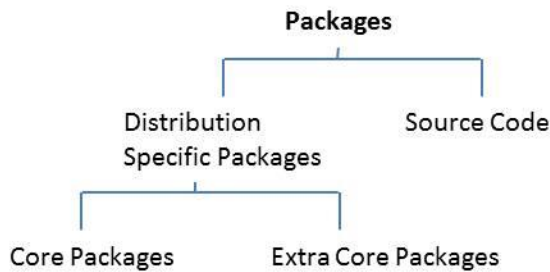 Packages
Distribution
Specific Packages
Source Code
Core Packages
Extra Core Packages